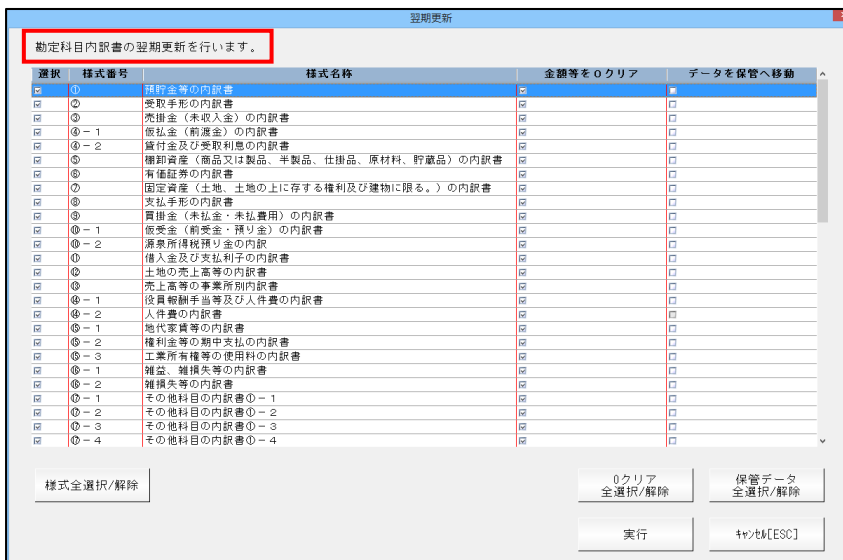 翌期更新
勘定科目内訳書の翌期更新を行います。
選択 様式番号 様式名称 金額等を0クリア データを保管へ移動
① 預貯金等の内訳書
② 受取手形の内訳書
③ 売掛金（未収入金）の内訳書
④－１ 仮払金（前渡金）の内訳書
④－２ 貸付金及び受取利息の内訳書
⑤ 棚卸資産（商品又は製品、半製品、仕掛品、原材料、貯蔵品）の内訳書
⑥ 有価証券の内訳書
⑦ 固定資産（土地、土地の上に存する権利及び建物に限る。）の内訳書
⑧ 支払手形の内訳書
⑨ 買掛金（未払金・未払費用）の内訳書
⑩－１ 仮受金（前受金・預り金）の内訳書
⑩－２ 源泉所得税預り金の内訳
⑪ 借入金及び支払利子の内訳書
⑫ 土地の売上高等の内訳書
⑬ 売上高等の事業所別内訳書
⑭－１ 役員報酬手当等及び人件費の内訳書
⑭－２ 人件費の内訳書
⑮－１ 地代家賃等の内訳書
⑮－２ 権利金等の期中支払の内訳書
⑮－３ 工業所有権等の使用料の内訳書
⑯－１ 雑益、雑損失等の内訳書
⑯－２ 雑損失等の内訳書
⑰－１ その他科目の内訳書①－１
⑰－２ その他科目の内訳書①－２
⑰－３ その他科目の内訳書①－３
⑰－４ その他科目の内訳書①－４
様式全選択/解除
0クリア
全選択/解除
保管データ
全選択/解除
実行
ｷｬﾝｾﾙ[ESC]